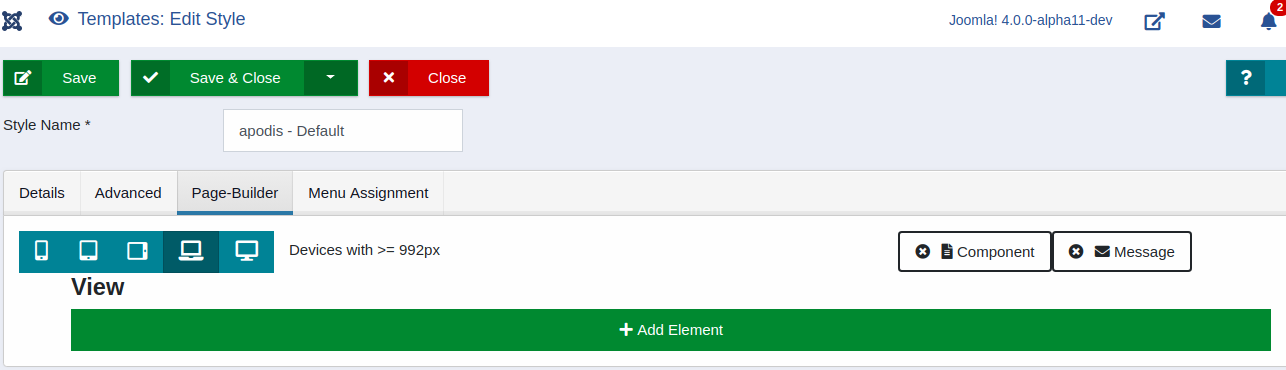 Templates: Edit Style
Joomla! 4.0.0-alpha11-dev
2
Save
Save & Close
Close
?
Style Name *
apodis - Default
Details
Advanced
Page-Builder
Menu Assignment
Devices with >= 992px
Component
Message
View
Add Element